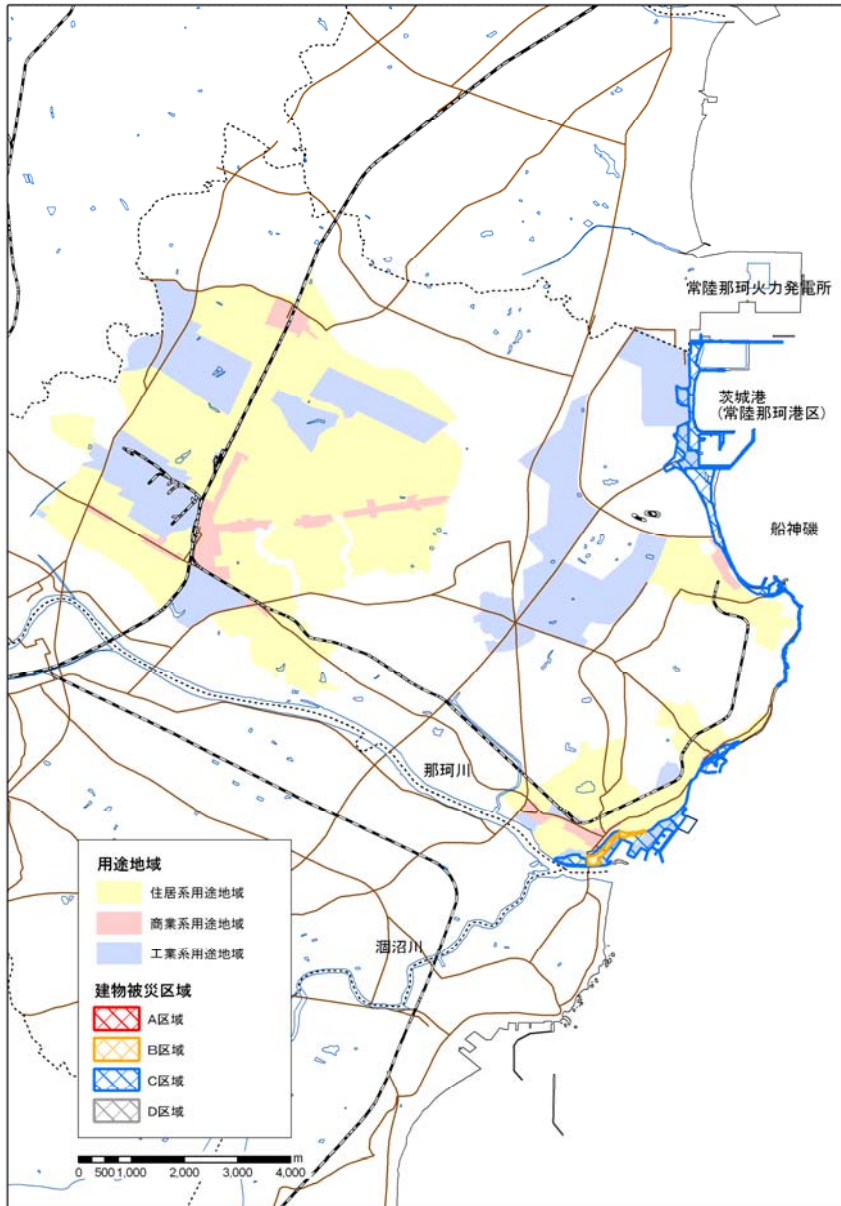 常陸那珂火力発電所
茨城港
(常陸那珂港区)
船神磯
那珂川
涸沼川
用途地域
住居系用途地域
商業系用途地域
工業系用途地域
建物被災区域
A区域
B区域
C区域
D区域
0 500 1,000 2,000 3,000 4,000 m